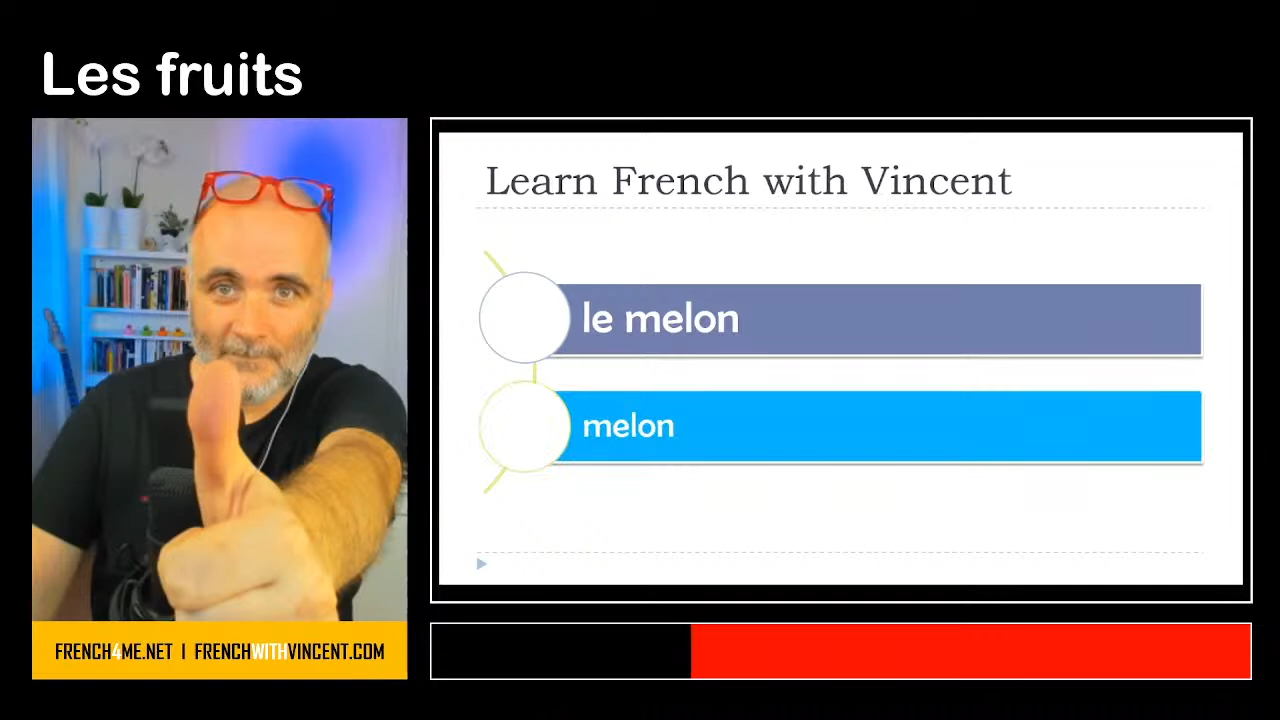 Les fruits
Learn French with Vincent
le melon
melon
FRENCH4ME.NET I FRENCHWITHVINCENT.COM